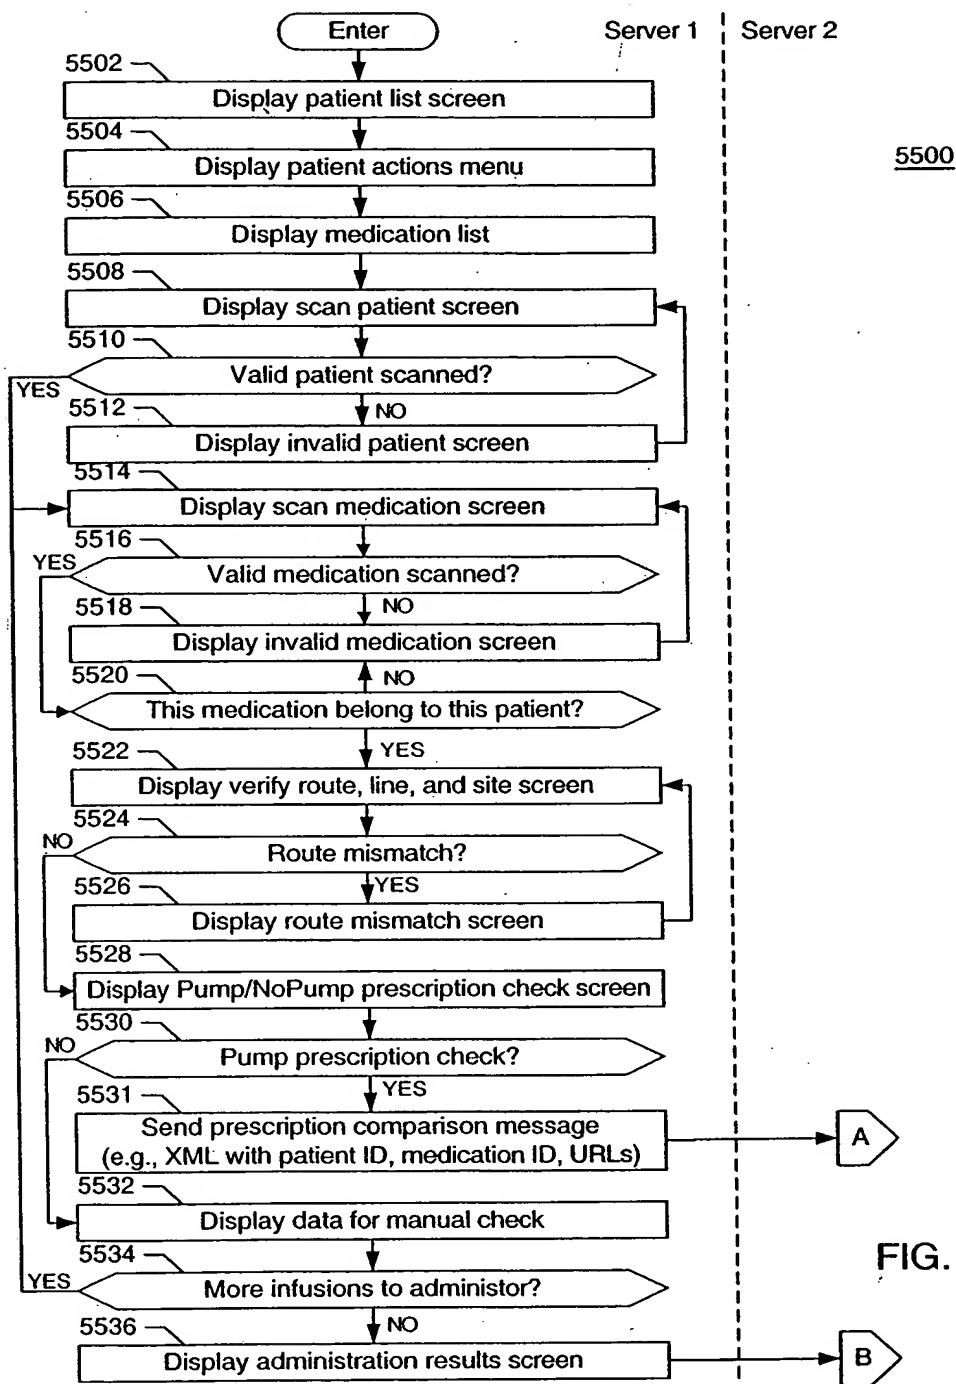 Enter
Server 1
Server 2
5500
5502
Display patient list screen
5504
Display patient actions menu
5506
Display medication list
5508
Display scan patient screen
5510
Valid patient scanned?
YES
NO
5512
Display invalid patient screen
5514
Display scan medication screen
5516
YES
Valid medication scanned?
NO
5518
Display invalid medication screen
5520
NO
This medication belong to this patient?
YES
5522
Display verify route, line, and site screen
5524
NO
Route mismatch?
YES
5526
Display route mismatch screen
5528
Display Pump/NoPump prescription check screen
5530
NO
Pump prescription check?
YES
5531
Send prescription comparison message
(e.g., XML with patient ID, medication ID, URLs)
A
5532
Display data for manual check
5534
YES
More infusions to administor?
NO
5536
Display administration results screen
B
FIG.